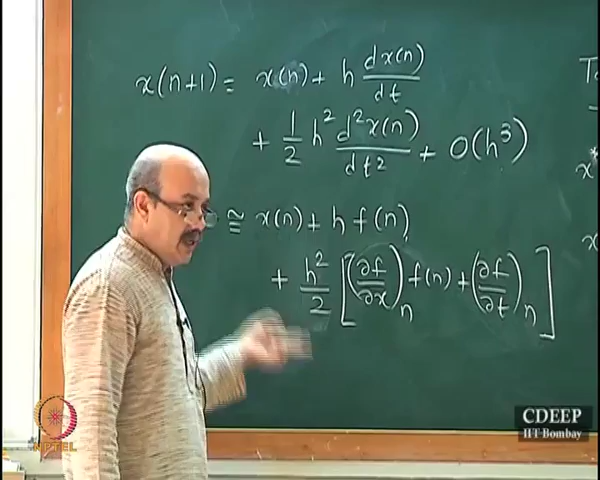 x(n+1) = x(n) + h dx(n)/dt
+ 1/2 h² d²x(n)/dt² + O(h³)
≅ x(n) + h f(n)
+ h²/2 [(∂f/∂x)ₙ f(n) + (∂f/∂t)ₙ]
NPTEL
CDEEP
IIT Bombay